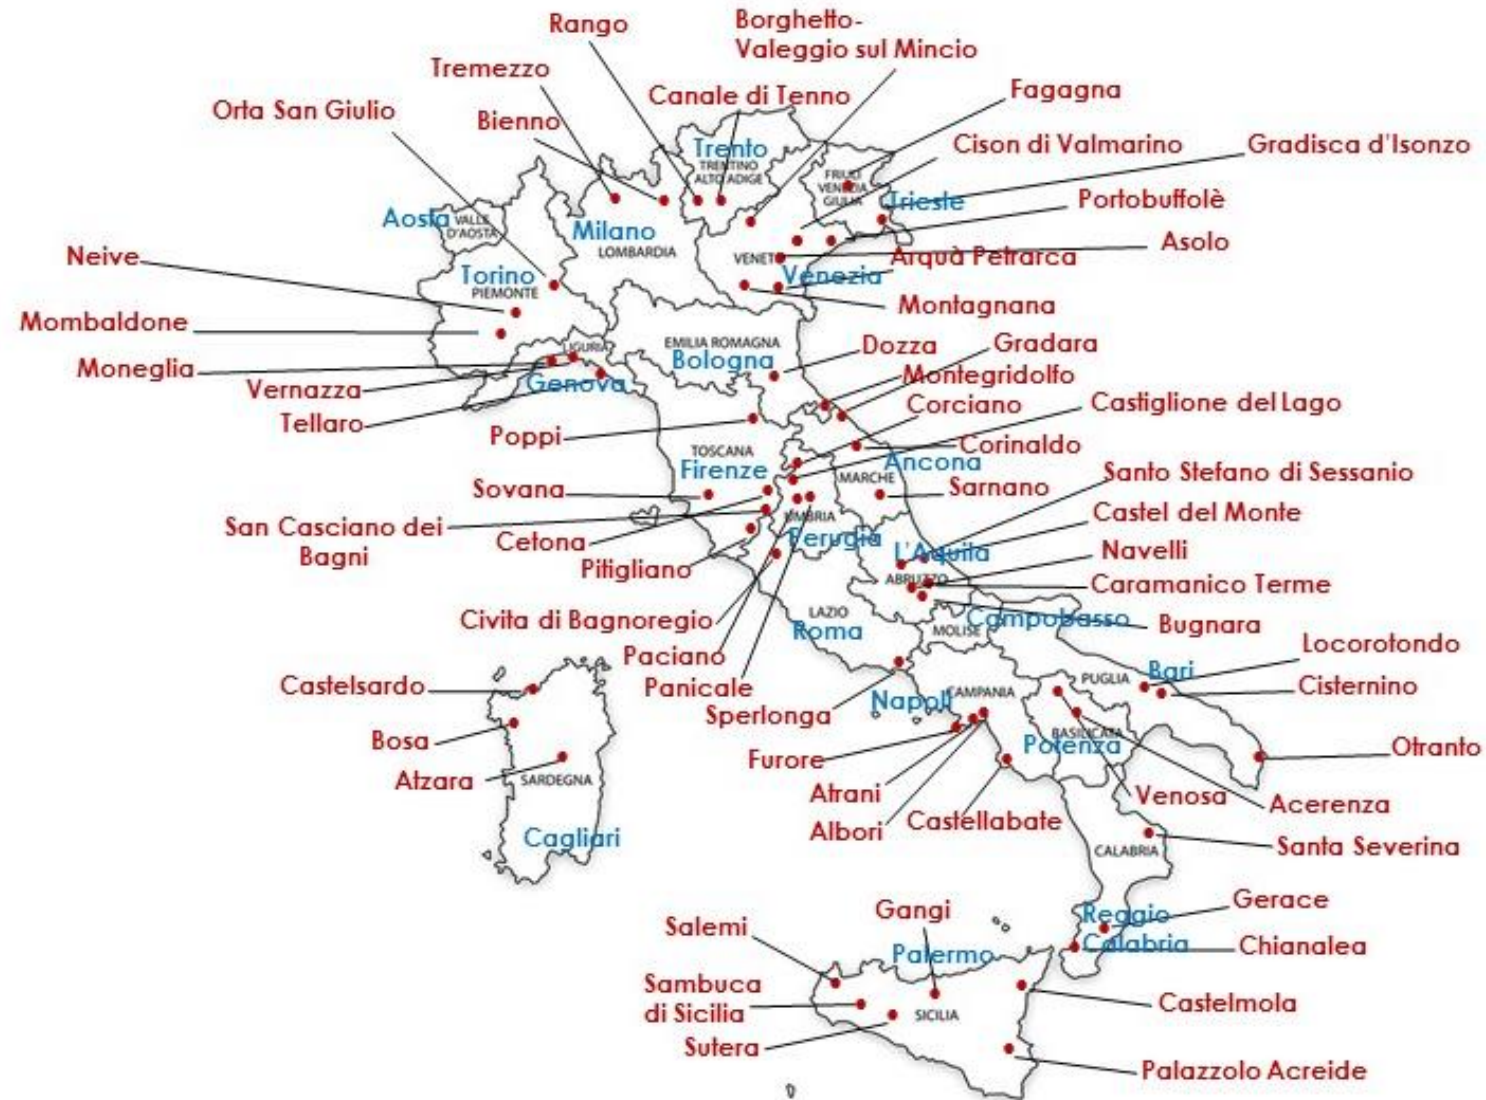 Rango
Borghetto-
Valeggio sul Mincio
Tremezzo
Canale di Tenno
Fagagna
Orta San Giulio
Bienno
Trento
TRENTINO
ALTO ADIGE
Cison di Valmarino
Gradisca d'Isonzo
FRIULI
VENEZIA
GIULIA
Trieste
Portobuffolè
Aosta
VALLE
D'AOSTA
Milano
LOMBARDIA
Asolo
Neive
VENETO
Arquà Petrarca
Torino
PIEMONTE
Venezia
Montagnana
Mombaldone
LIGURIA
EMILIA ROMAGNA
Bologna
Dozza
Gradara
Moneglia
Vernazza
Genova
Montegridolfo
Tellaro
Corciano
Castiglione del Lago
Poppi
TOSCANA
Firenze
Corinaldo
Ancona
MARCHE
Santo Stefano di Sessanio
Sovana
Sarnano
San Casciano dei
Bagni
Cetona
UMBRIA
Perugia
Castel del Monte
L'Aquila
Navelli
Pitigliano
ABRUZZO
Caramanico Terme
Civita di Bagnoregio
LAZIO
Roma
Campobasso
MOLISE
Bugnara
Paciano
Locorotondo
Castelsardo
Panicale
Sperlonga
Napoli
CAMPANIA
PUGLIA
Bari
Cisternino
Bosa
BASILICATA
Potenza
Otranto
Atzara
SARDEGNA
Furore
Atrani
Albori
Castellabate
Venosa
Acerenza
Cagliari
CALABRIA
Santa Severina
Salemi
Gangi
Reggio
Calabria
Gerace
Palermo
Chianalea
Sambuca
di Sicilia
SICILIA
Castelmola
Sutera
Palazzolo Acreide